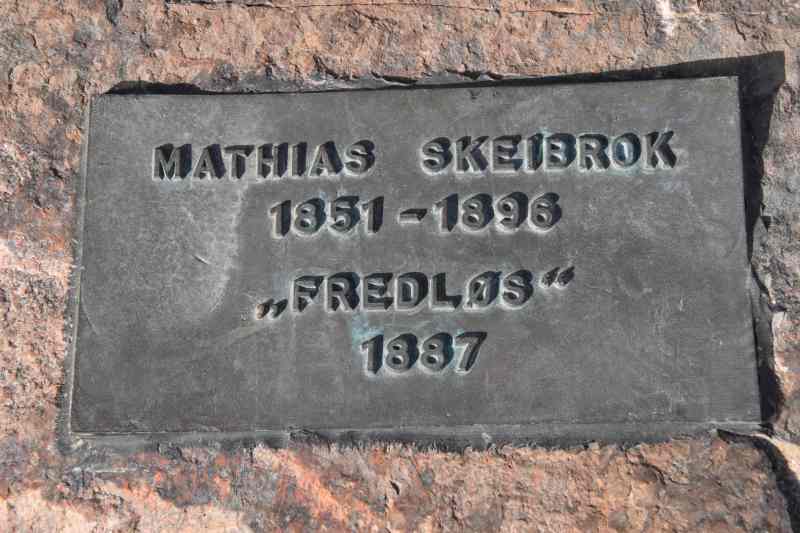 MATHIAS SKEIBROK
1851 - 1896
„FREDLØS“
1887